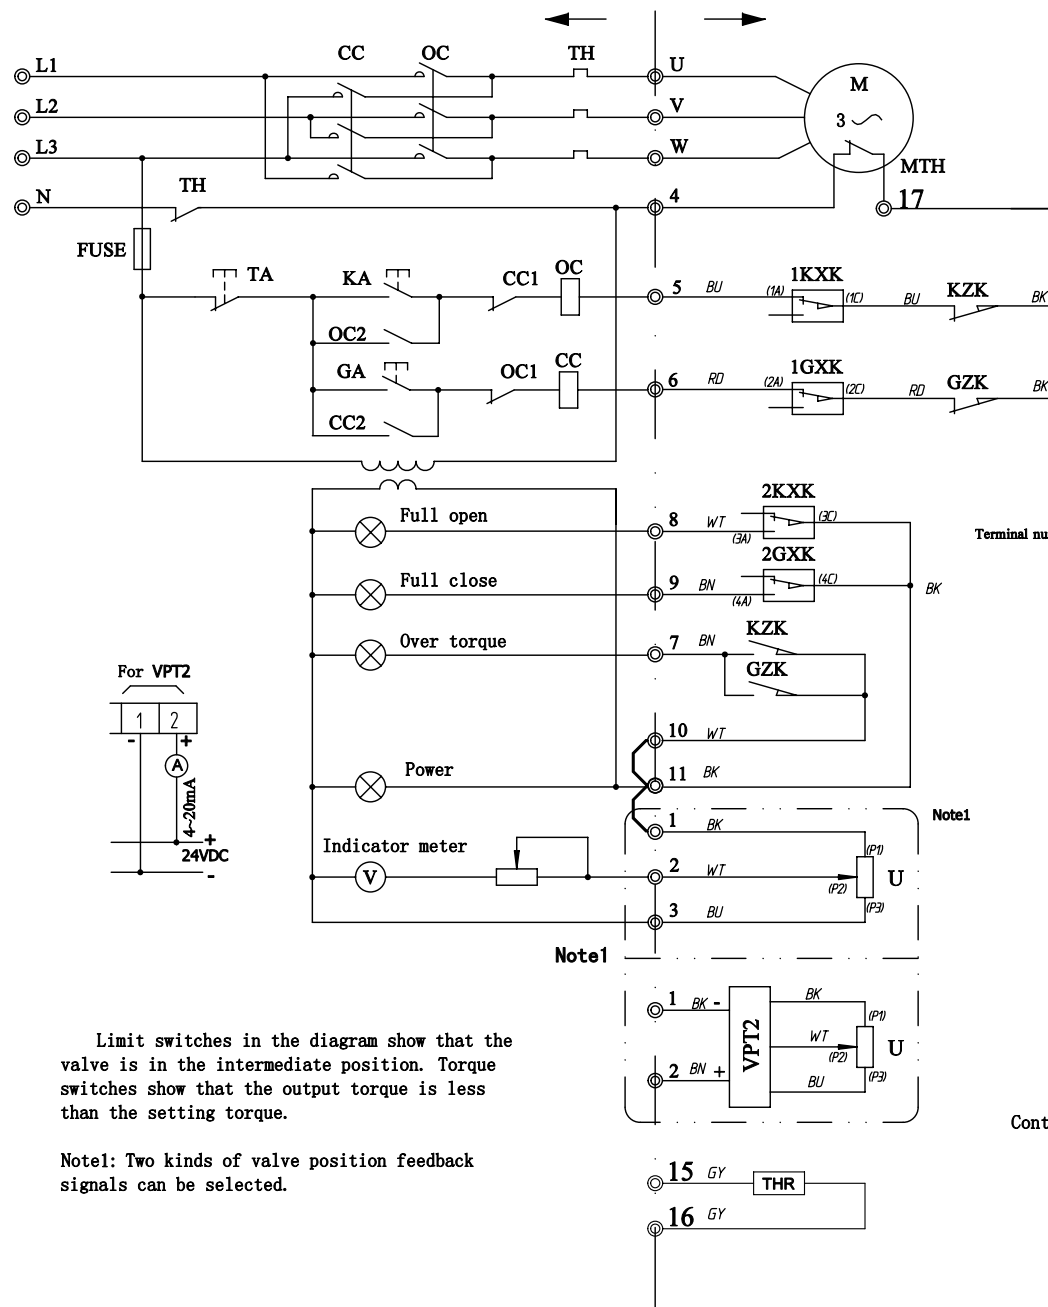 CC OC TH
L1 U
M
L2 V
3
L3 W
MTH
TH
N 4 17
FUSE
TA KA CC1 OC 5 BU (1A) 1KXK (1C) BU KZK BK
OC2
GA OC1 CC 6 RD (2A) 1GXK (2C) RD GZK BK
CC2
2KXK
Full open 8 WT (3A) (3C)
Terminal nu
2GXK
Full close 9 BN (4A) (4C) BK
KZK
Over torque 7 BN
GZK
For VPT2
1 2
- +
A
4~20mA
+
24VDC
-
10 WT
Power 11 BK
Note1
1 BK (P1)
Indicator meter
V 2 WT (P2) U
3 BU (P3)
Note1
1 BK - BK (P1)
VPT2 WT (P2) U
2 BN + BU (P3)
Limit switches in the diagram show that the
valve is in the intermediate position. Torque
switches show that the output torque is less
than the setting torque.
Cont
Note1: Two kinds of valve position feedback
signals can be selected.
15 GY THR
16 GY